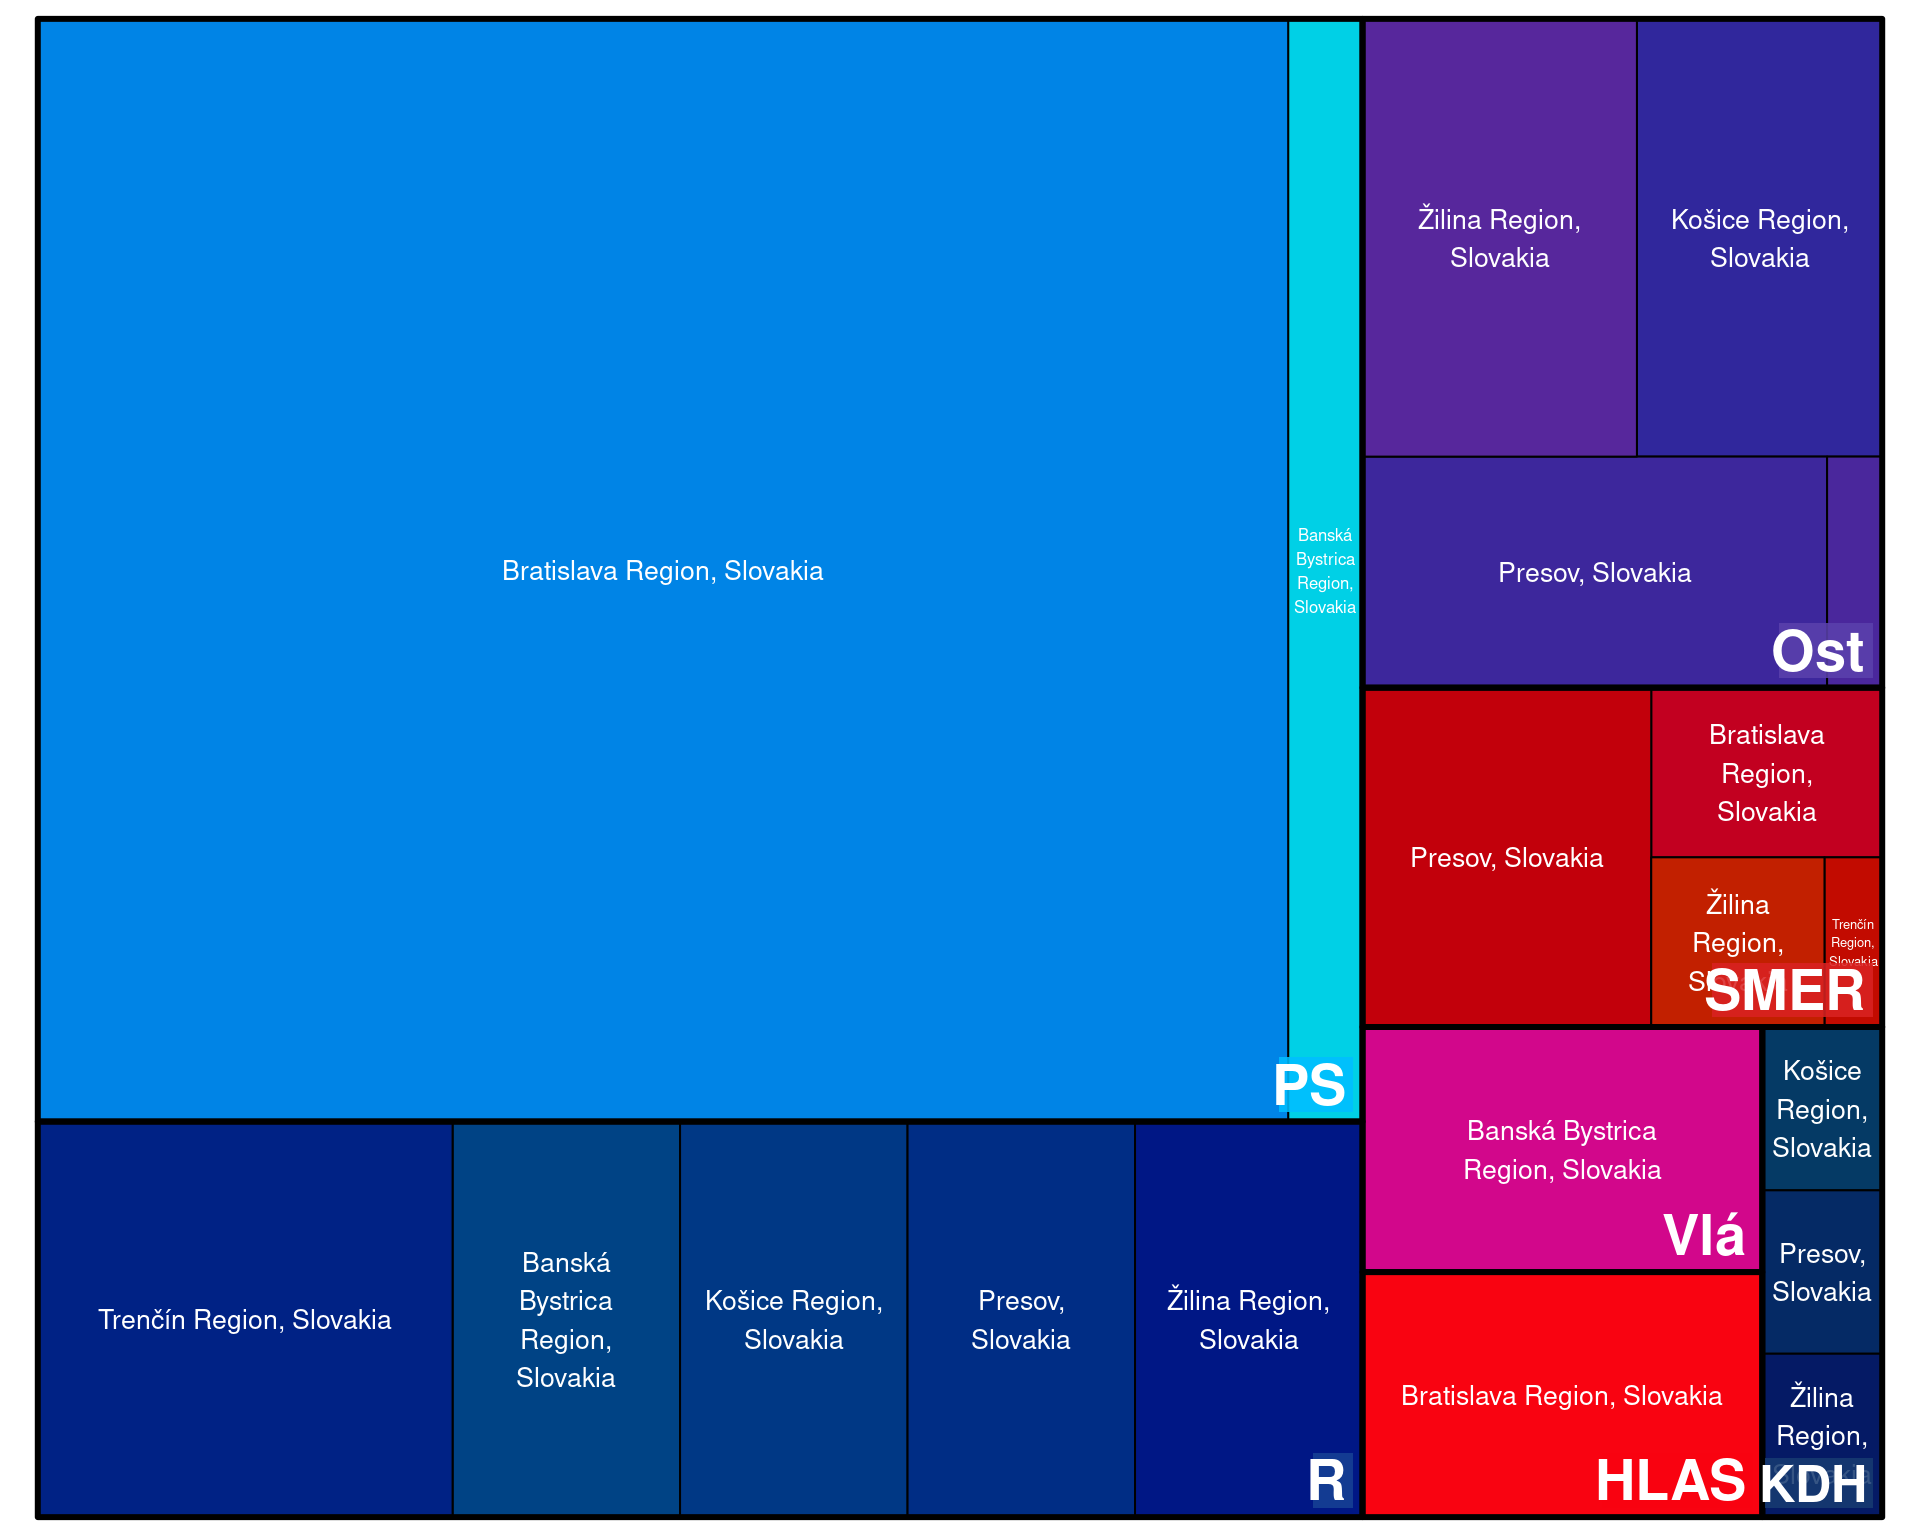 Bratislava Region, Slovakia
Banská
Bystrica
Region,
Slovakia
PS
Trenčín Region, Slovakia
Banská
Bystrica
Region,
Slovakia
Košice Region,
Slovakia
Presov,
Slovakia
Žilina Region,
Slovakia
R
Žilina Region,
Slovakia
Košice Region,
Slovakia
Presov, Slovakia
Ost
Presov, Slovakia
Bratislava
Region,
Slovakia
Žilina
Region,
Trenčín
Region,
Slovakia
SMER
Banská Bystrica
Region, Slovakia
Vlá
Bratislava Region, Slovakia
HLAS
Košice
Region,
Slovakia
Presov,
Slovakia
Žilina
Region,
Slovakia
KDH